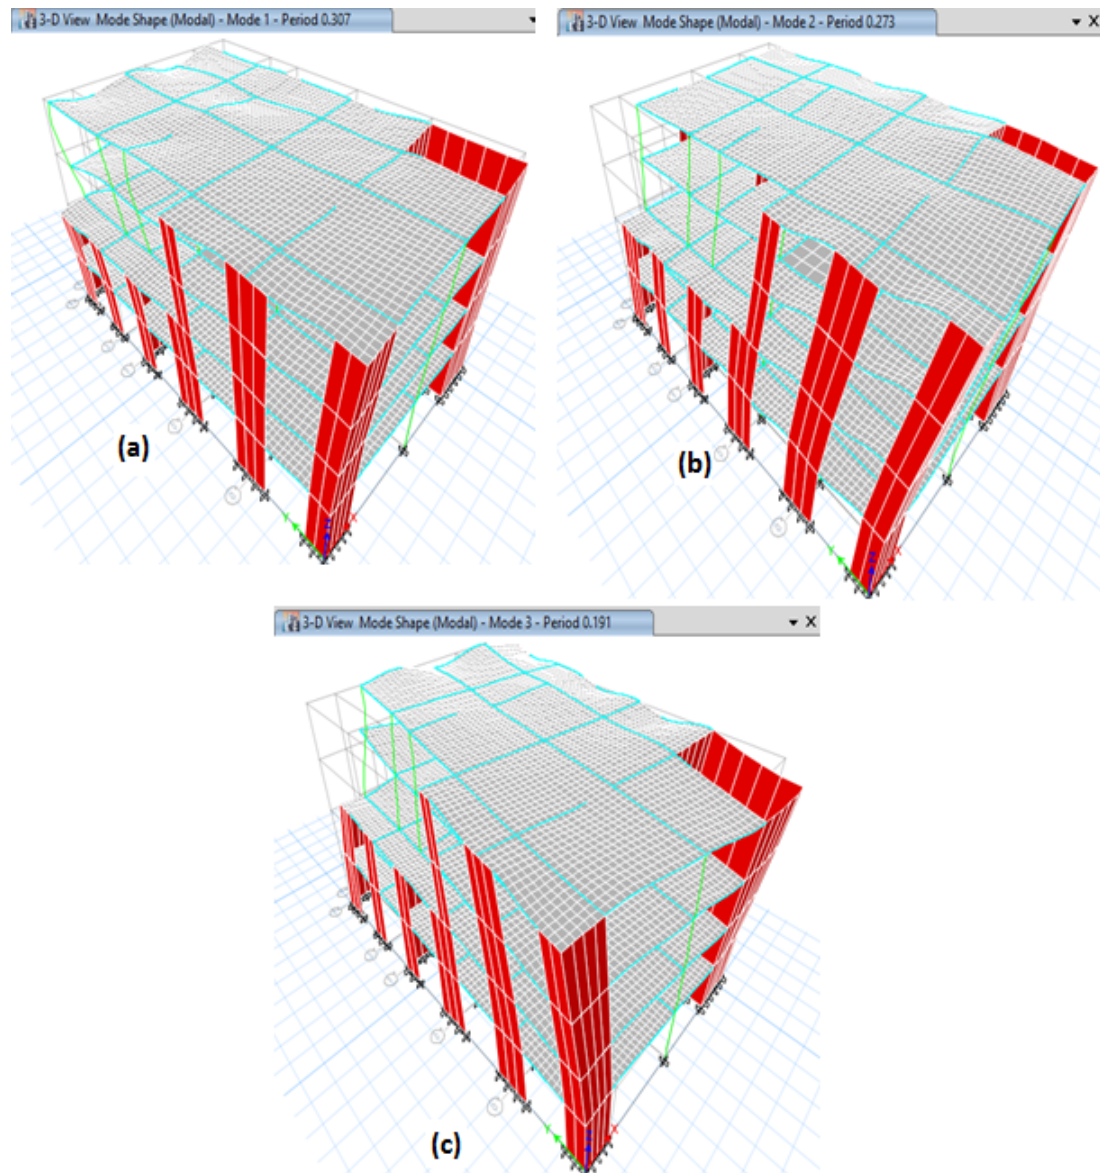 3-D View Mode Shape (Modal) - Mode 1 - Period 0.307
3-D View Mode Shape (Modal) - Mode 2 - Period 0.273
(a)
(b)
3-D View Mode Shape (Modal) - Mode 3 - Period 0.191
(c)